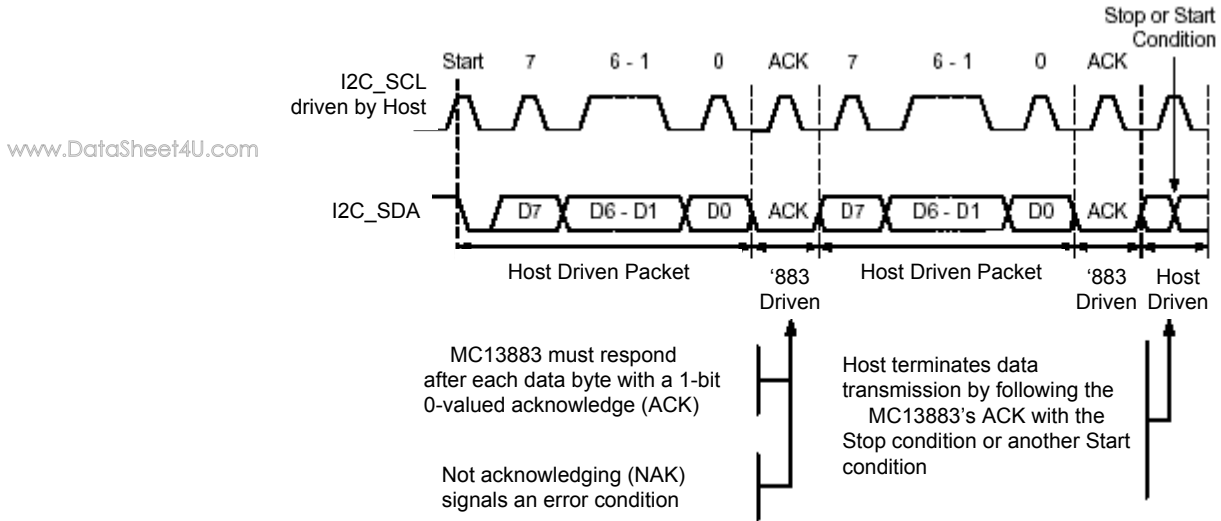 Stop or Start
Condition
Start 7 6 - 1 0 ACK 7 6 - 1 0 ACK
I2C_SCL
driven by Host
www.DataSheet4U.com
I2C_SDA D7 D6 - D1 D0 ACK D7 D6 - D1 D0 ACK
Host Driven Packet
‘883
Driven
Host Driven Packet
‘883
Driven
Host
Driven
MC13883 must respond
after each data byte with a 1-bit
0-valued acknowledge (ACK)
Not acknowledging (NAK)
signals an error condition
Host terminates data
transmission by following the
MC13883’s ACK with the
Stop condition or another Start
condition